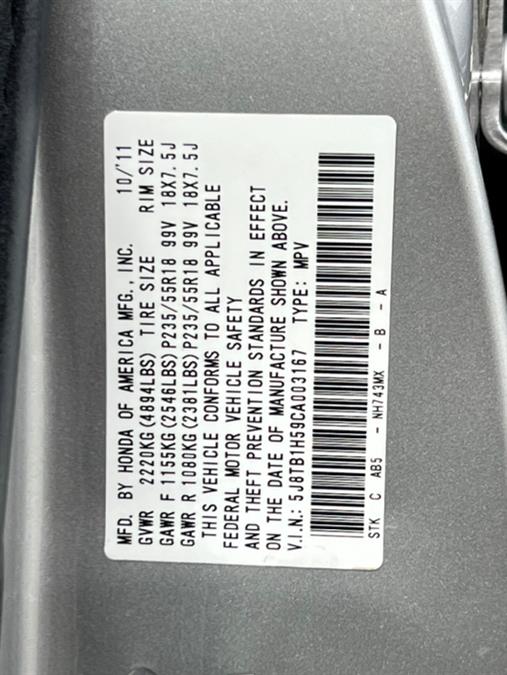 MFD. BY HONDA OF AMERICA MFG., INC. 10/'11
GVWR 2220KG(4894LBS) TIRE SIZE RIM SIZE
GAWR F 1155KG(2546LBS)P235/55R18 99V 18X7.5J
GAWR R 1080KG(2381LBS)P235/55R18 99V 18X7.5J
THIS VEHICLE CONFORMS TO ALL APPLICABLE
FEDERAL MOTOR VEHICLE SAFETY
AND THEFT PREVENTION STANDARDS IN EFFECT
ON THE DATE OF MANUFACTURE SHOWN ABOVE.
V.I.N.: 5J8TB1H59CA003167 TYPE: MPV
STK C AB5 - NH743MX - B - A